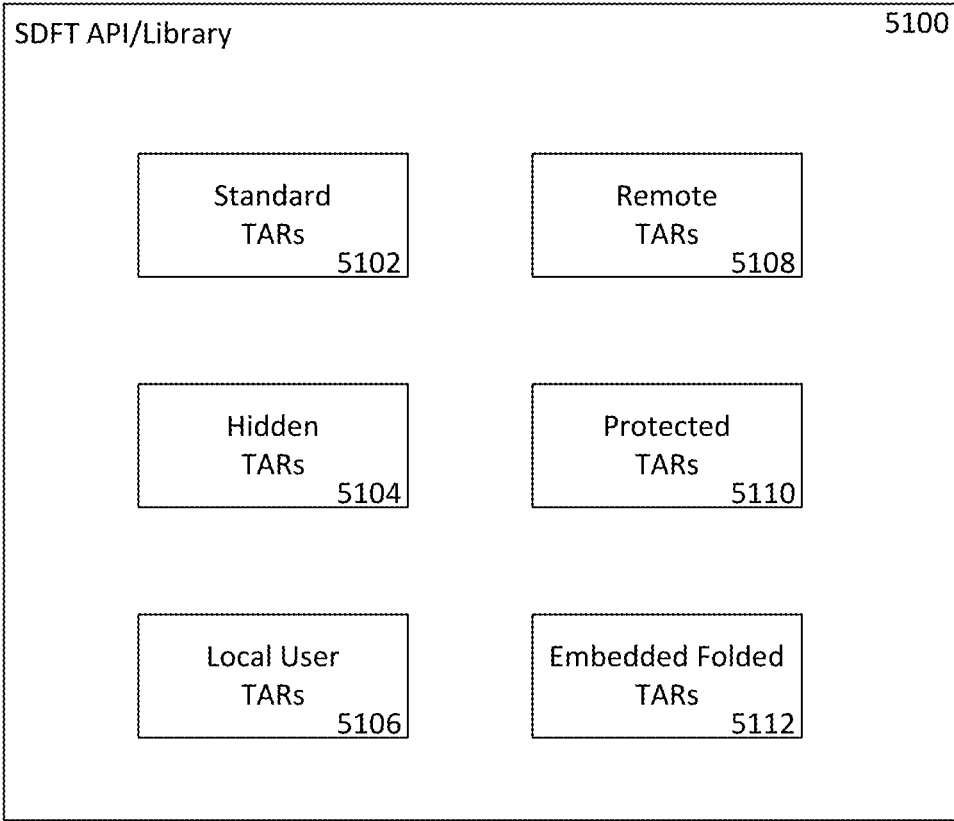 SDFT API/Library
5100
Standard
TARs
5102
Remote
TARs
5108
Hidden
TARs
5104
Protected
TARs
5110
Local User
TARs
5106
Embedded Folded
TARs
5112